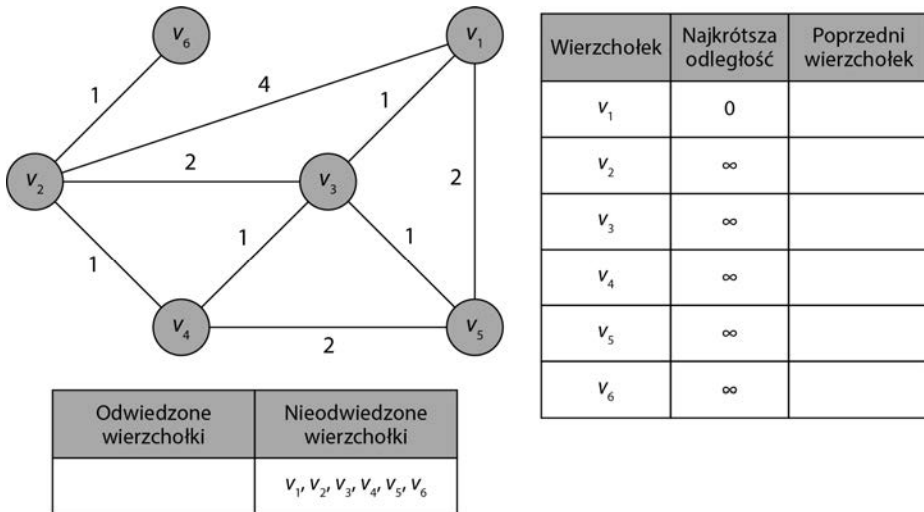 v₆
v₁
1
4
1
2
2
v₂
v₃
1
1
1
v₄
v₅
2
Odwiedzone wierzchołki
Nieodwiedzone wierzchołki
v₁, v₂, v₃, v₄, v₅, v₆
Wierzchołek
Najkrótsza odległość
Poprzedni wierzchołek
v₁ 0
v₂ ∞
v₃ ∞
v₄ ∞
v₅ ∞
v₆ ∞